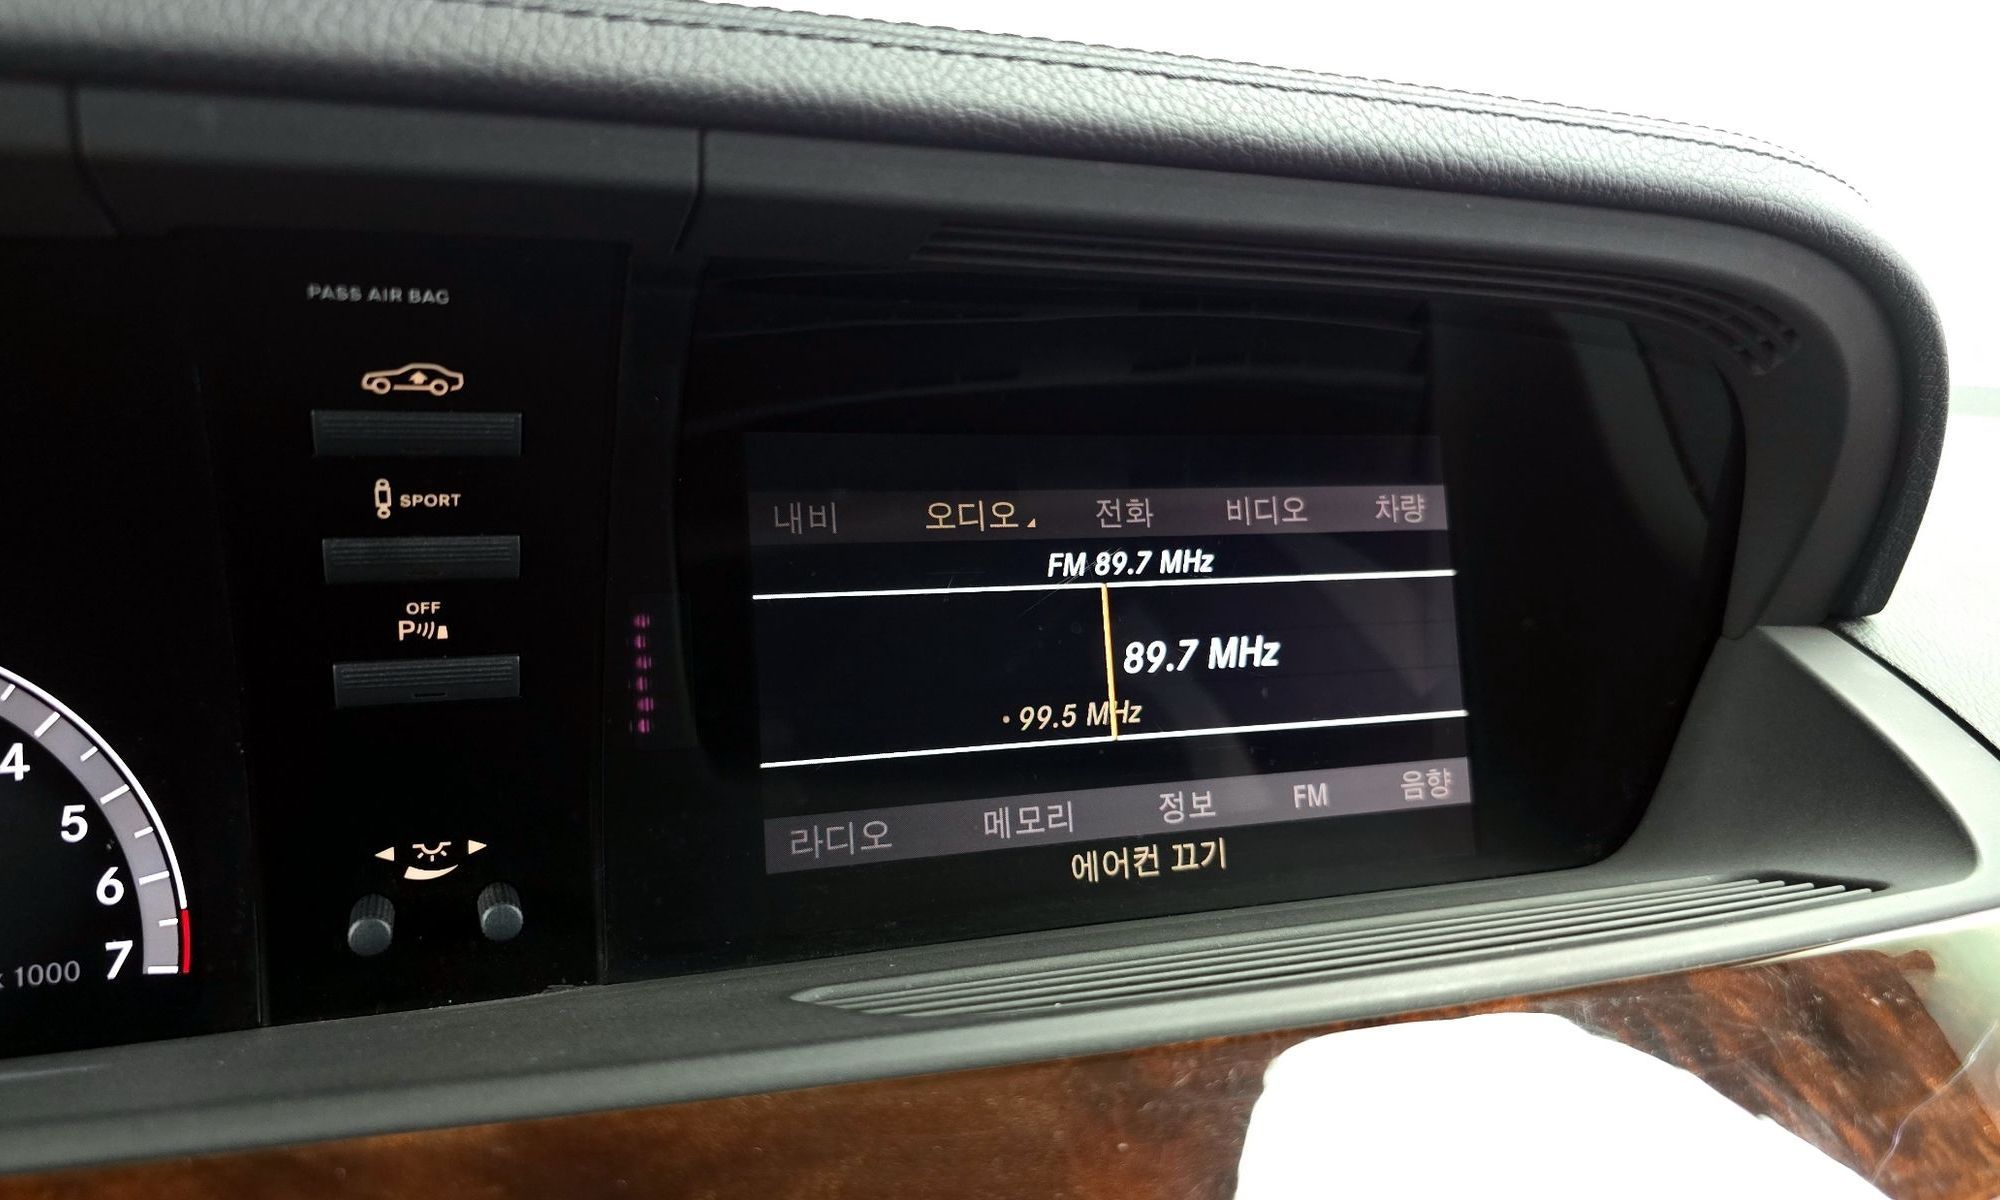 PASS AIR BAG
SPORT
OFF
P
4
5
6
7
x 1000
내비 오디오 전화 비디오 차량
FM 89.7 MHz
89.7 MHz
• 99.5 MHz
라디오 메모리 정보 FM 음향
에어컨 끄기